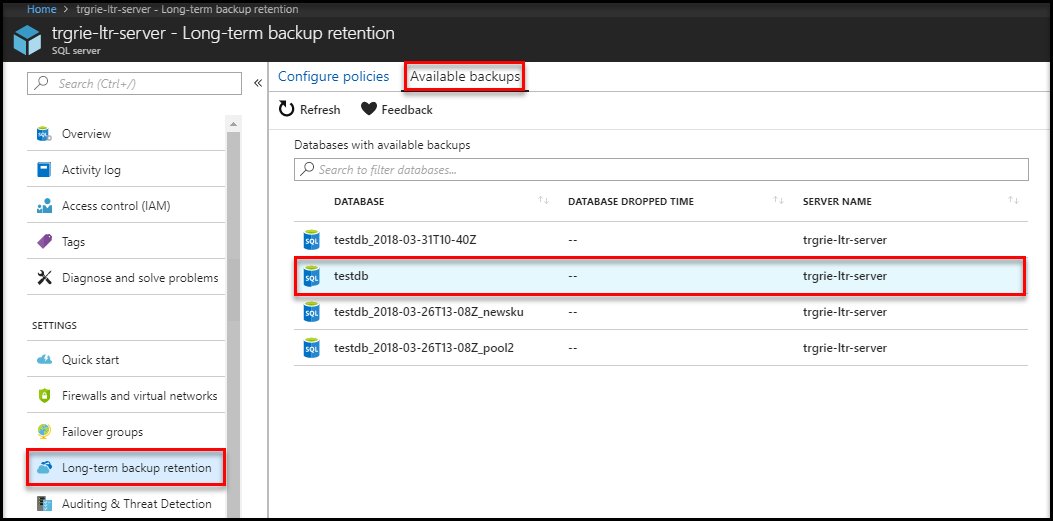 Home > trgrie-ltr-server - Long-term backup retention
trgrie-ltr-server - Long-term backup retention
SQL server
Search (Ctrl+/)
«
Overview
Activity log
Access control (IAM)
Tags
Diagnose and solve problems
SETTINGS
Quick start
Firewalls and virtual networks
Failover groups
Long-term backup retention
Auditing & Threat Detection
Configure policies Available backups
Refresh Feedback
Databases with available backups
Search to filter databases...
DATABASE DATABASE DROPPED TIME SERVER NAME
SQL testdb_2018-03-31T10-40Z -- trgrie-ltr-server
SQL testdb -- trgrie-ltr-server
SQL testdb_2018-03-26T13-08Z_newsku -- trgrie-ltr-server
SQL testdb_2018-03-26T13-08Z_pool2 -- trgrie-ltr-server